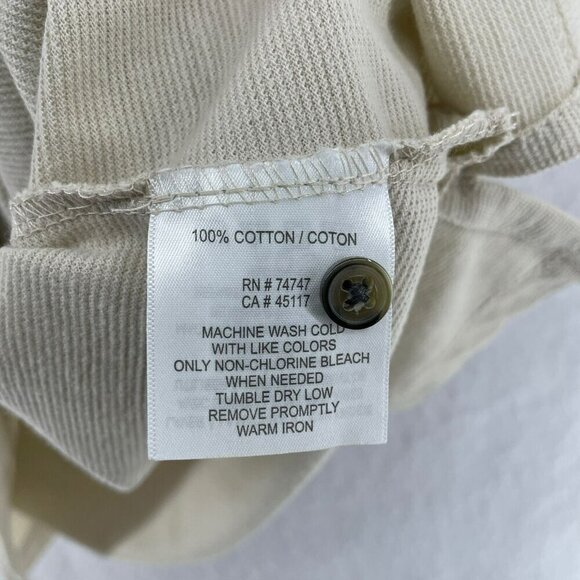 100% COTTON / COTON
RN # 74747
CA # 45117
MACHINE WASH COLD
WITH LIKE COLORS
ONLY NON-CHLORINE BLEACH
WHEN NEEDED
TUMBLE DRY LOW
REMOVE PROMPTLY
WARM IRON